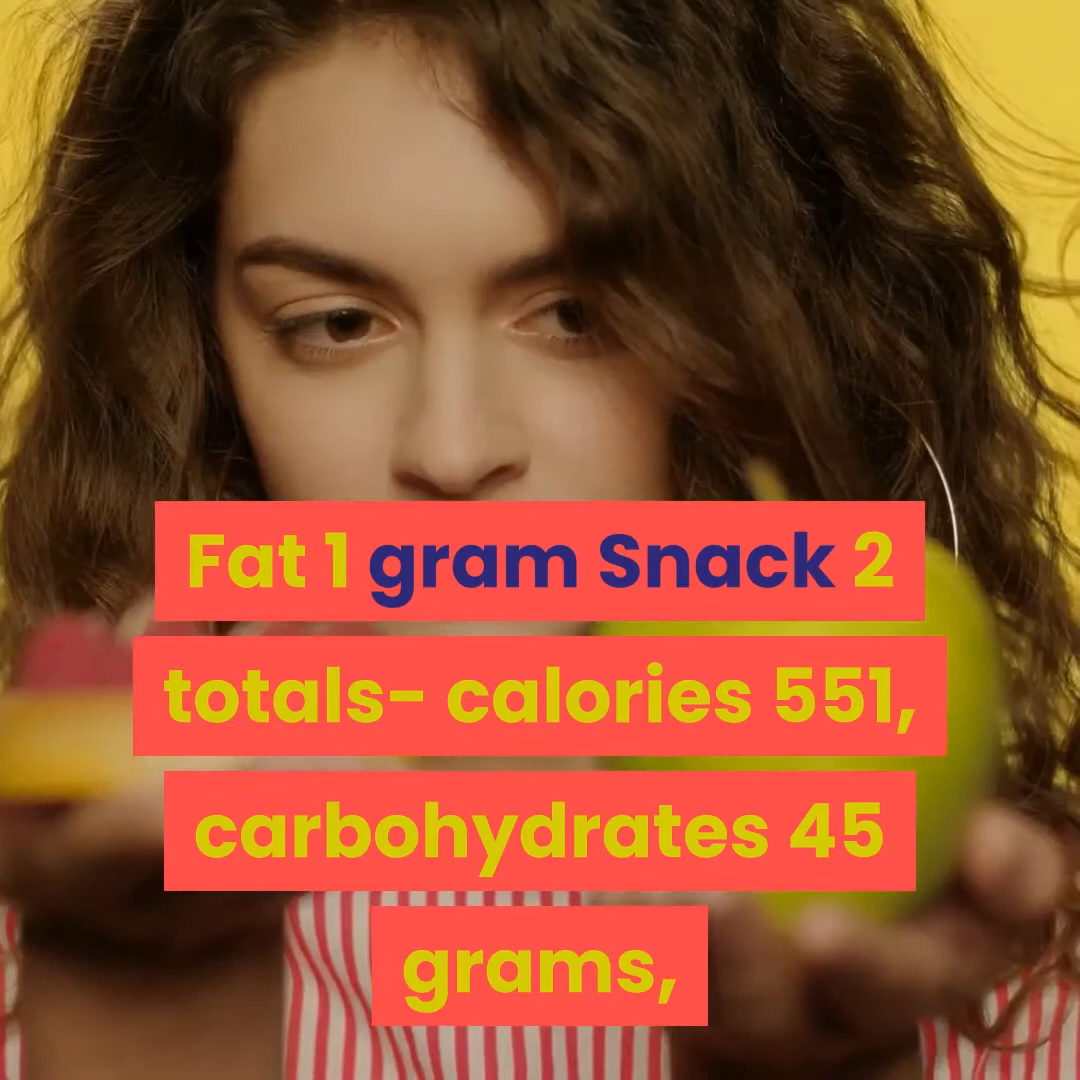 Fat 1 gram Snack 2
totals- calories 551,
carbohydrates 45
grams,